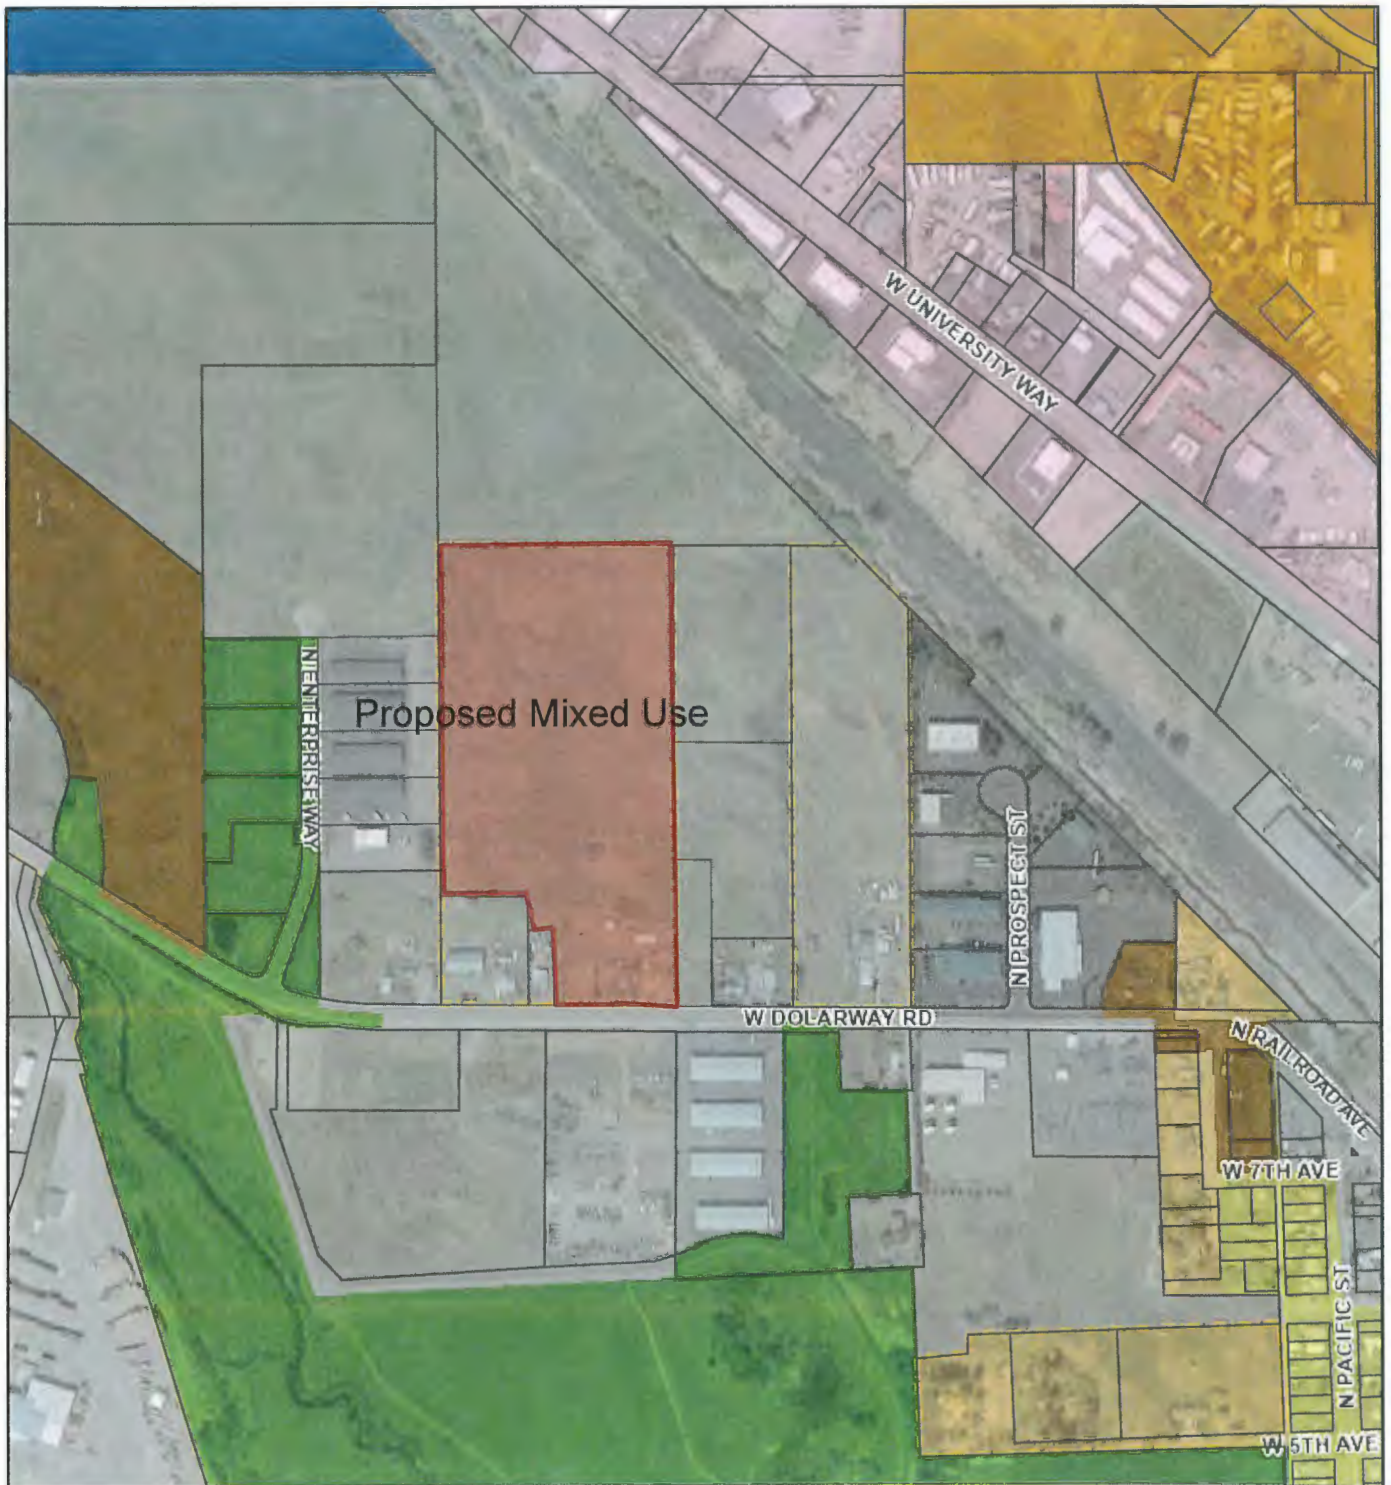 W UNIVERSITY WAY
N ENTERPRISE WAY
Proposed Mixed Use
N PROSPECT ST
W DOLARWAY RD
N RAILROAD AVE
W 7TH AVE
N PACIFIC ST
W 5TH AVE